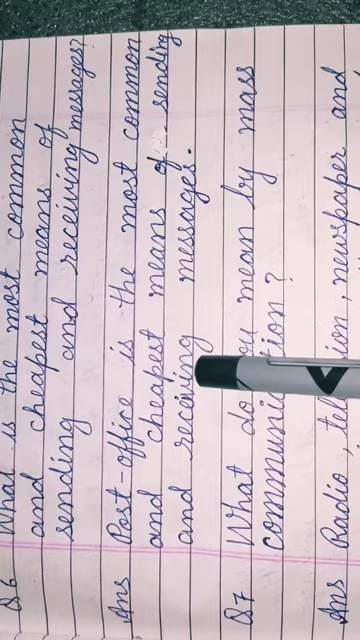 Q6 What is the most common
and cheapest means of
sending and receiving messages?
Ans Post-office is the most common
and cheapest means of sending
and receiving messages.
Q7 What do you mean by mass
communication?
Ans Radio, newspaper and